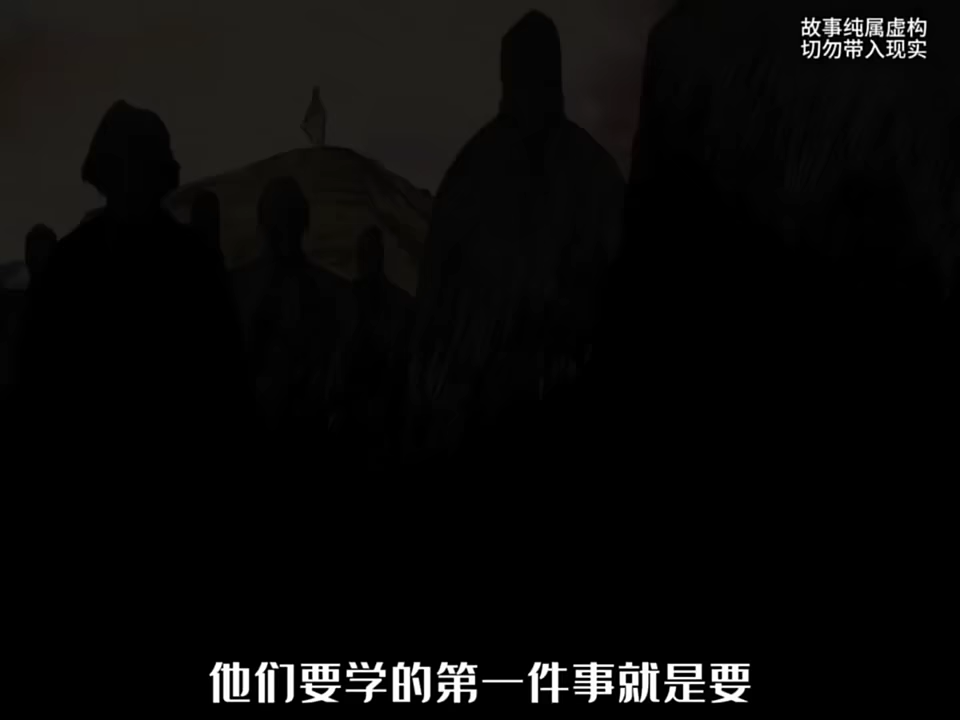 故事纯属虚构
切勿带入现实
他们要学的第一件事就是要